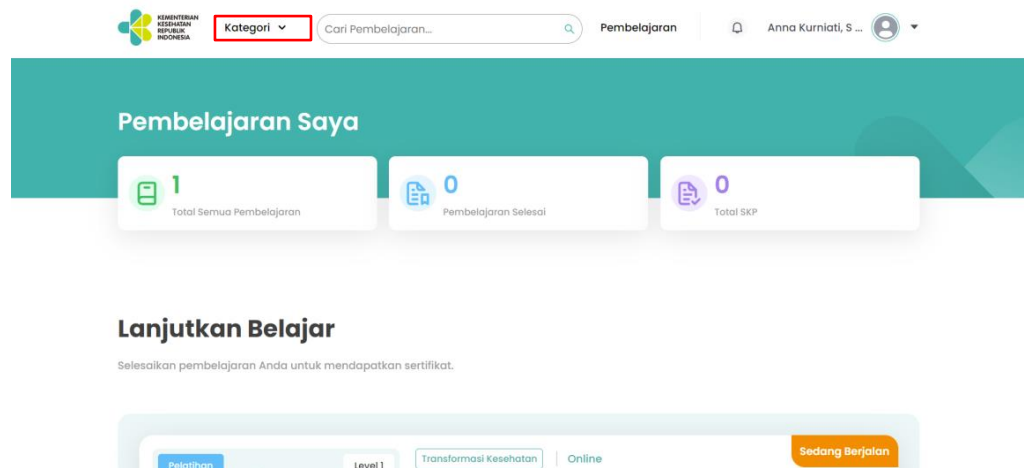 KEMENTERIAN
KESEHATAN
REPUBLIK
INDONESIA
Kategori
Cari Pembelajaran...
Pembelajaran
Anna Kurniati, S ...
Pembelajaran Saya
1
Total Semua Pembelajaran
0
Pembelajaran Selesai
0
Total SKP
Lanjutkan Belajar
Selesaikan pembelajaran Anda untuk mendapatkan sertifikat.
Pelatihan
Level 1
Transformasi Kesehatan
Online
Sedang Berjalan